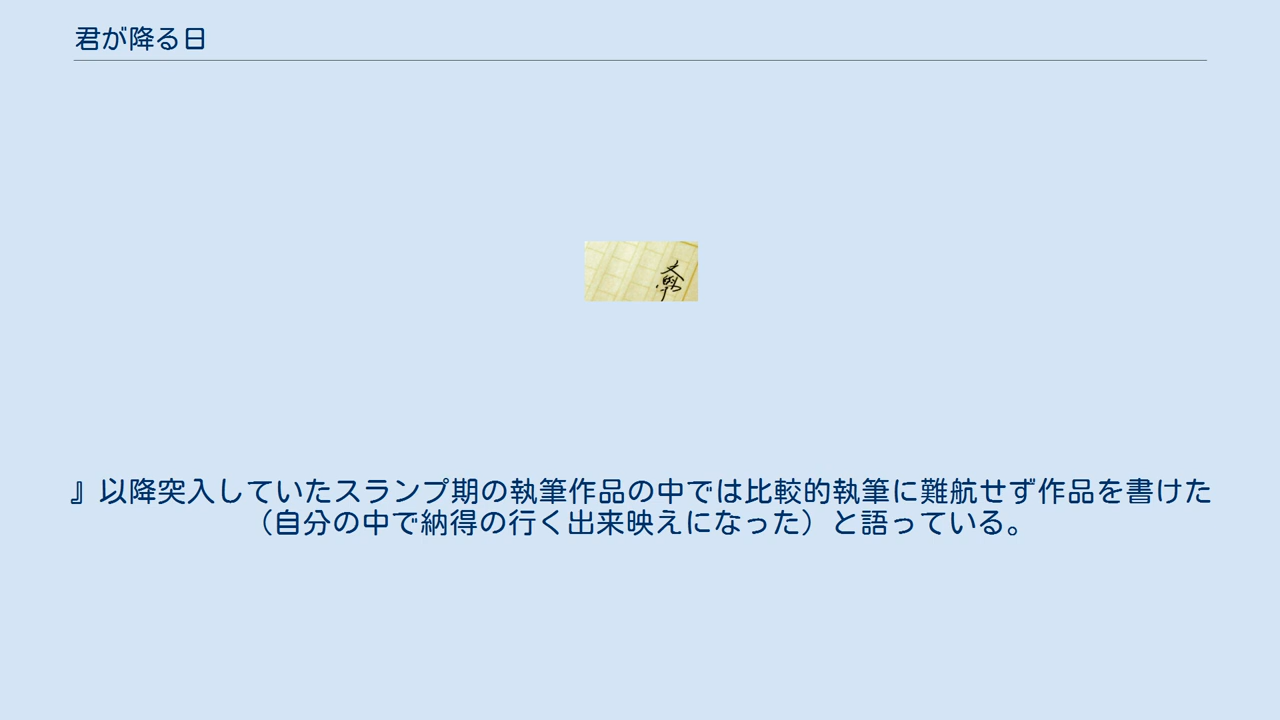 君が降る日
』以降突入していたスランプ期の執筆作品の中では比較的執筆に難航せず作品を書けた
（自分の中で納得の行く出来映えになった）と語っている。